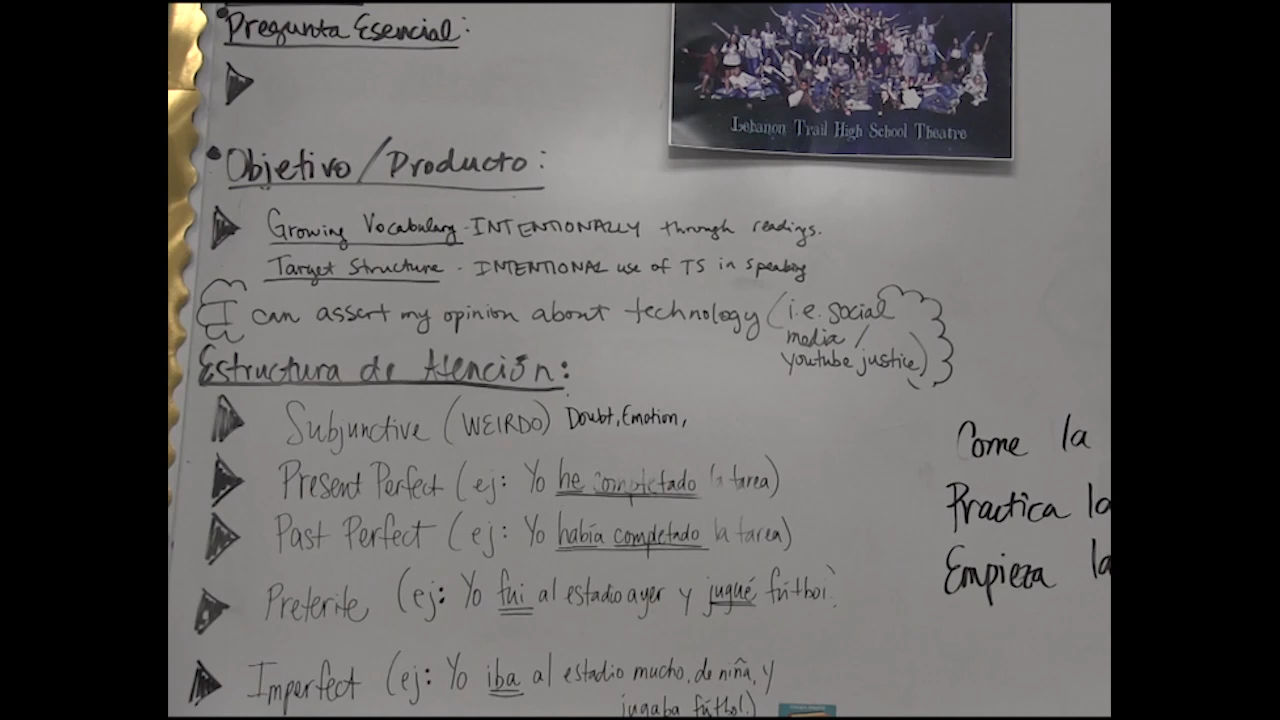 Pregunta Esencial:
Lebanon Trail High School Theatre
Objetivo/Producto:
Growing Vocabulary - INTENTIONALLY through readings.
Target Structure - INTENTIONAL use of TS in speaking
I can assert my opinion about technology (i.e. social
media /
youtube justice)
Estructura de Atención:
Subjunctive (WEIRDO) Doubt, Emotion,
Present Perfect (ej: Yo he completado la tarea)
Past Perfect (ej: Yo había completado la tarea)
Preterite (ej: Yo fui al estadio ayer y jugué fútbol)
Imperfect (ej: Yo iba al estadio mucho, de niña, y
jugaba fútbol.)
Come la
Practica la
Empieza la